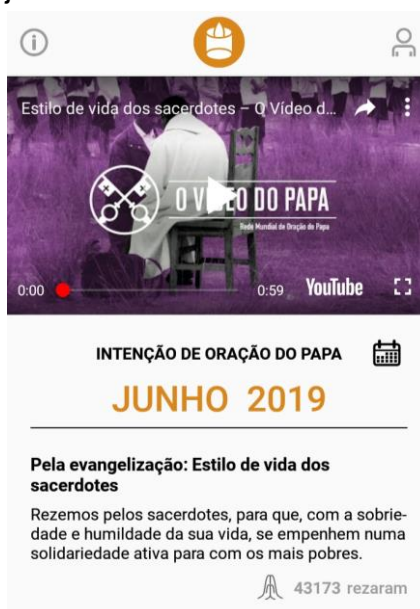 Estilo de vida dos sacerdotes – O Vídeo d...
O VÍDEO DO PAPA
Rede Mundial de Oração do Papa
0:00
0:59
YouTube
INTENÇÃO DE ORAÇÃO DO PAPA
JUNHO 2019
Pela evangelização: Estilo de vida dos
sacerdotes
Rezemos pelos sacerdotes, para que, com a sobrie-
dade e humildade da sua vida, se empenhem numa
solidariedade ativa para com os mais pobres.
43173 rezaram